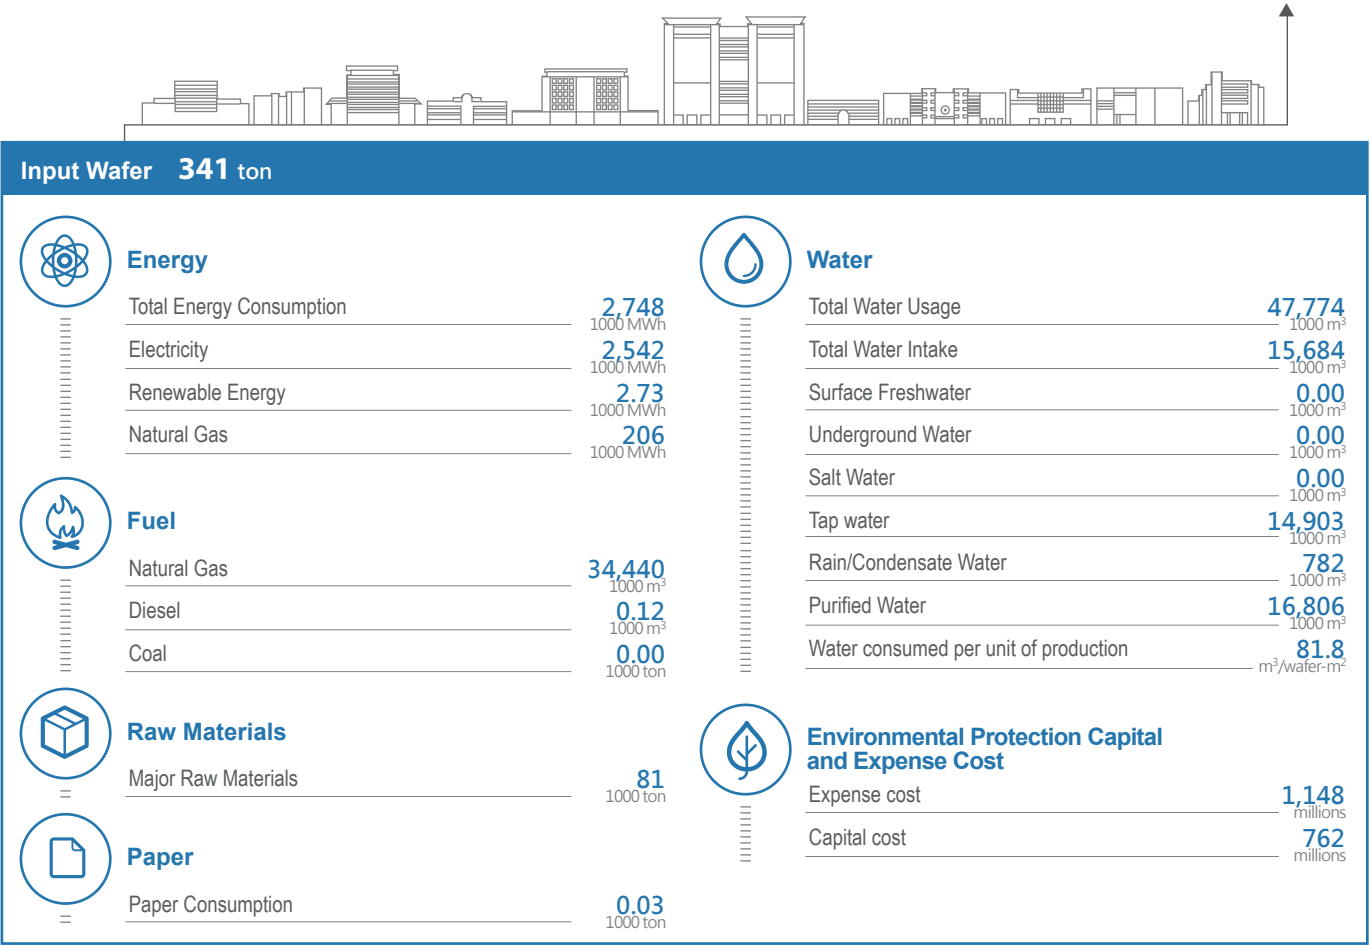 Input Wafer 341 ton
Energy
Total Energy Consumption 2,748
1000 MWh
Electricity 2,542
1000 MWh
Renewable Energy 2.73
1000 MWh
Natural Gas 206
1000 MWh
Fuel
Natural Gas 34,440
1000 m³
Diesel 0.12
1000 m³
Coal 0.00
1000 ton
Raw Materials
Major Raw Materials 81
1000 ton
Paper
Paper Consumption 0.03
1000 ton
Water
Total Water Usage 47,774
1000 m³
Total Water Intake 15,684
1000 m³
Surface Freshwater 0.00
1000 m³
Underground Water 0.00
1000 m³
Salt Water 0.00
1000 m³
Tap water 14,903
1000 m³
Rain/Condensate Water 782
1000 m³
Purified Water 16,806
1000 m³
Water consumed per unit of production 81.8
m³/wafer-m²
Environmental Protection Capital
and Expense Cost
Expense cost 1,148
millions
Capital cost 762
millions